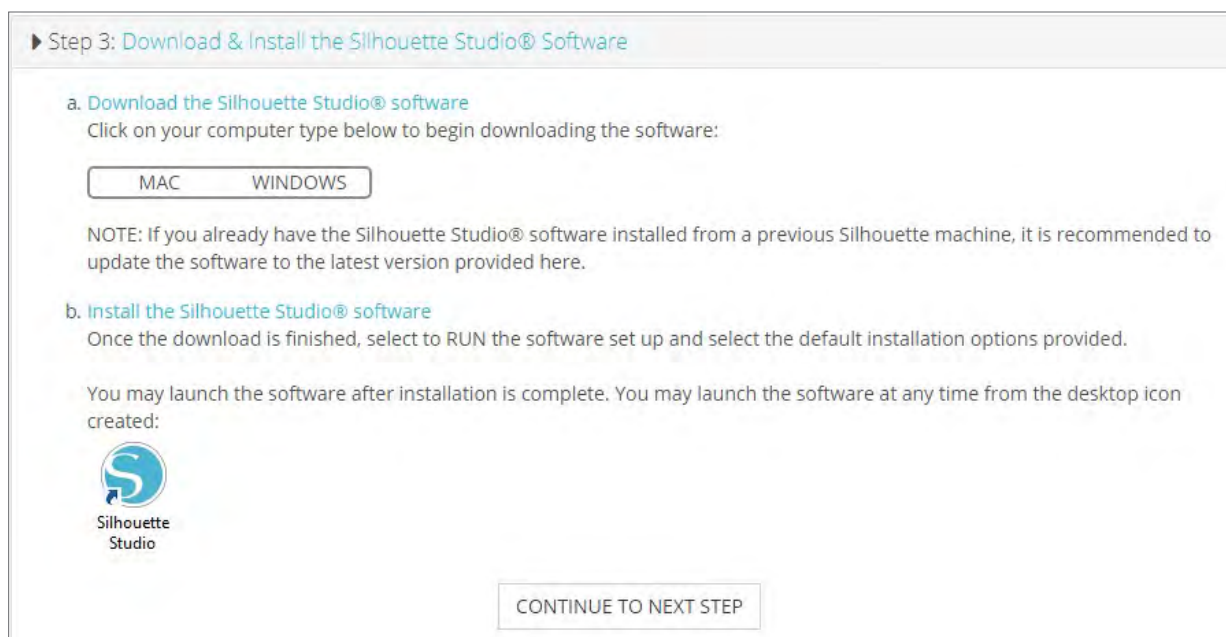 Step 3: Download & Install the Silhouette Studio® Software
a. Download the Silhouette Studio® software
Click on your computer type below to begin downloading the software:
MAC WINDOWS
NOTE: If you already have the Silhouette Studio® software installed from a previous Silhouette machine, it is recommended to
update the software to the latest version provided here.
b. Install the Silhouette Studio® software
Once the download is finished, select to RUN the software set up and select the default installation options provided.
You may launch the software after installation is complete. You may launch the software at any time from the desktop icon
created:
S
Silhouette
Studio
CONTINUE TO NEXT STEP